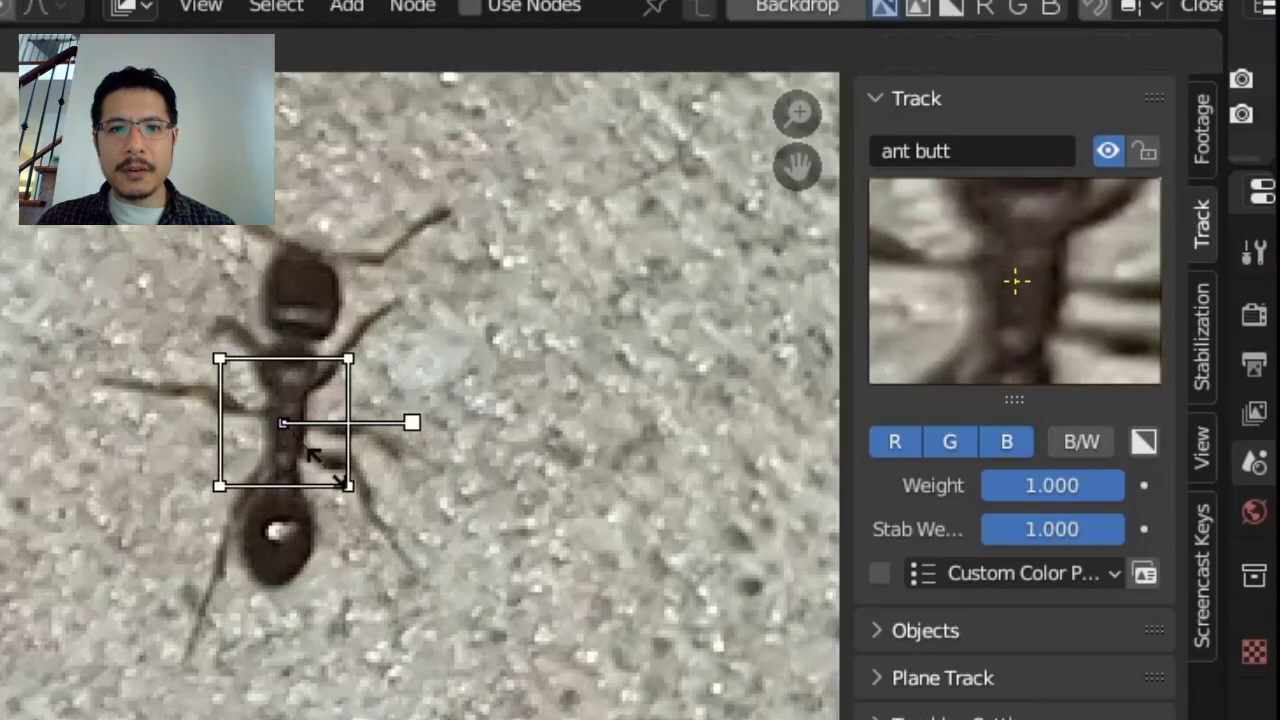 View Select Add Node Use Nodes Backdrop R G B Close
Track
ant butt
R G B B/W
Weight 1.000
Stab We... 1.000
Custom Color P...
Objects
Plane Track
Footage
Track
Stabilization
View
Screencast Keys